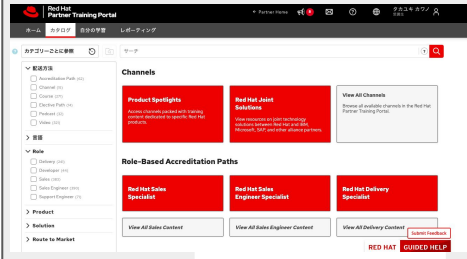 Red Hat
Partner Training Portal
Partner Home
ホーム カタログ 自分の学習 レポーティング
カテゴリーごとに参照
サーチ
配送方法
Accreditation Path
Channel
Course
Elective Path
Podcast
Video
言語
Role
Delivery
Developer
Sales
Sales Engineer
Support Engineer
Product
Solution
Route to Market
Channels
Product Spotlights
Access channels packed with training
content dedicated to specific Red Hat
products.
Red Hat Joint
Solutions
View resources on joint technology
solutions between Red Hat and IBM,
Microsoft, SAP, and other alliance partners.
View All Channels
Browse all available channels in the Red Hat
Partner Training Portal.
Role-Based Accreditation Paths
Red Hat Sales
Specialist
Red Hat Sales
Engineer Specialist
Red Hat Delivery
Specialist
View All Sales Content
View All Sales Engineer Content
View All Delivery Content
Submit Feedback
RED HAT GUIDED HELP